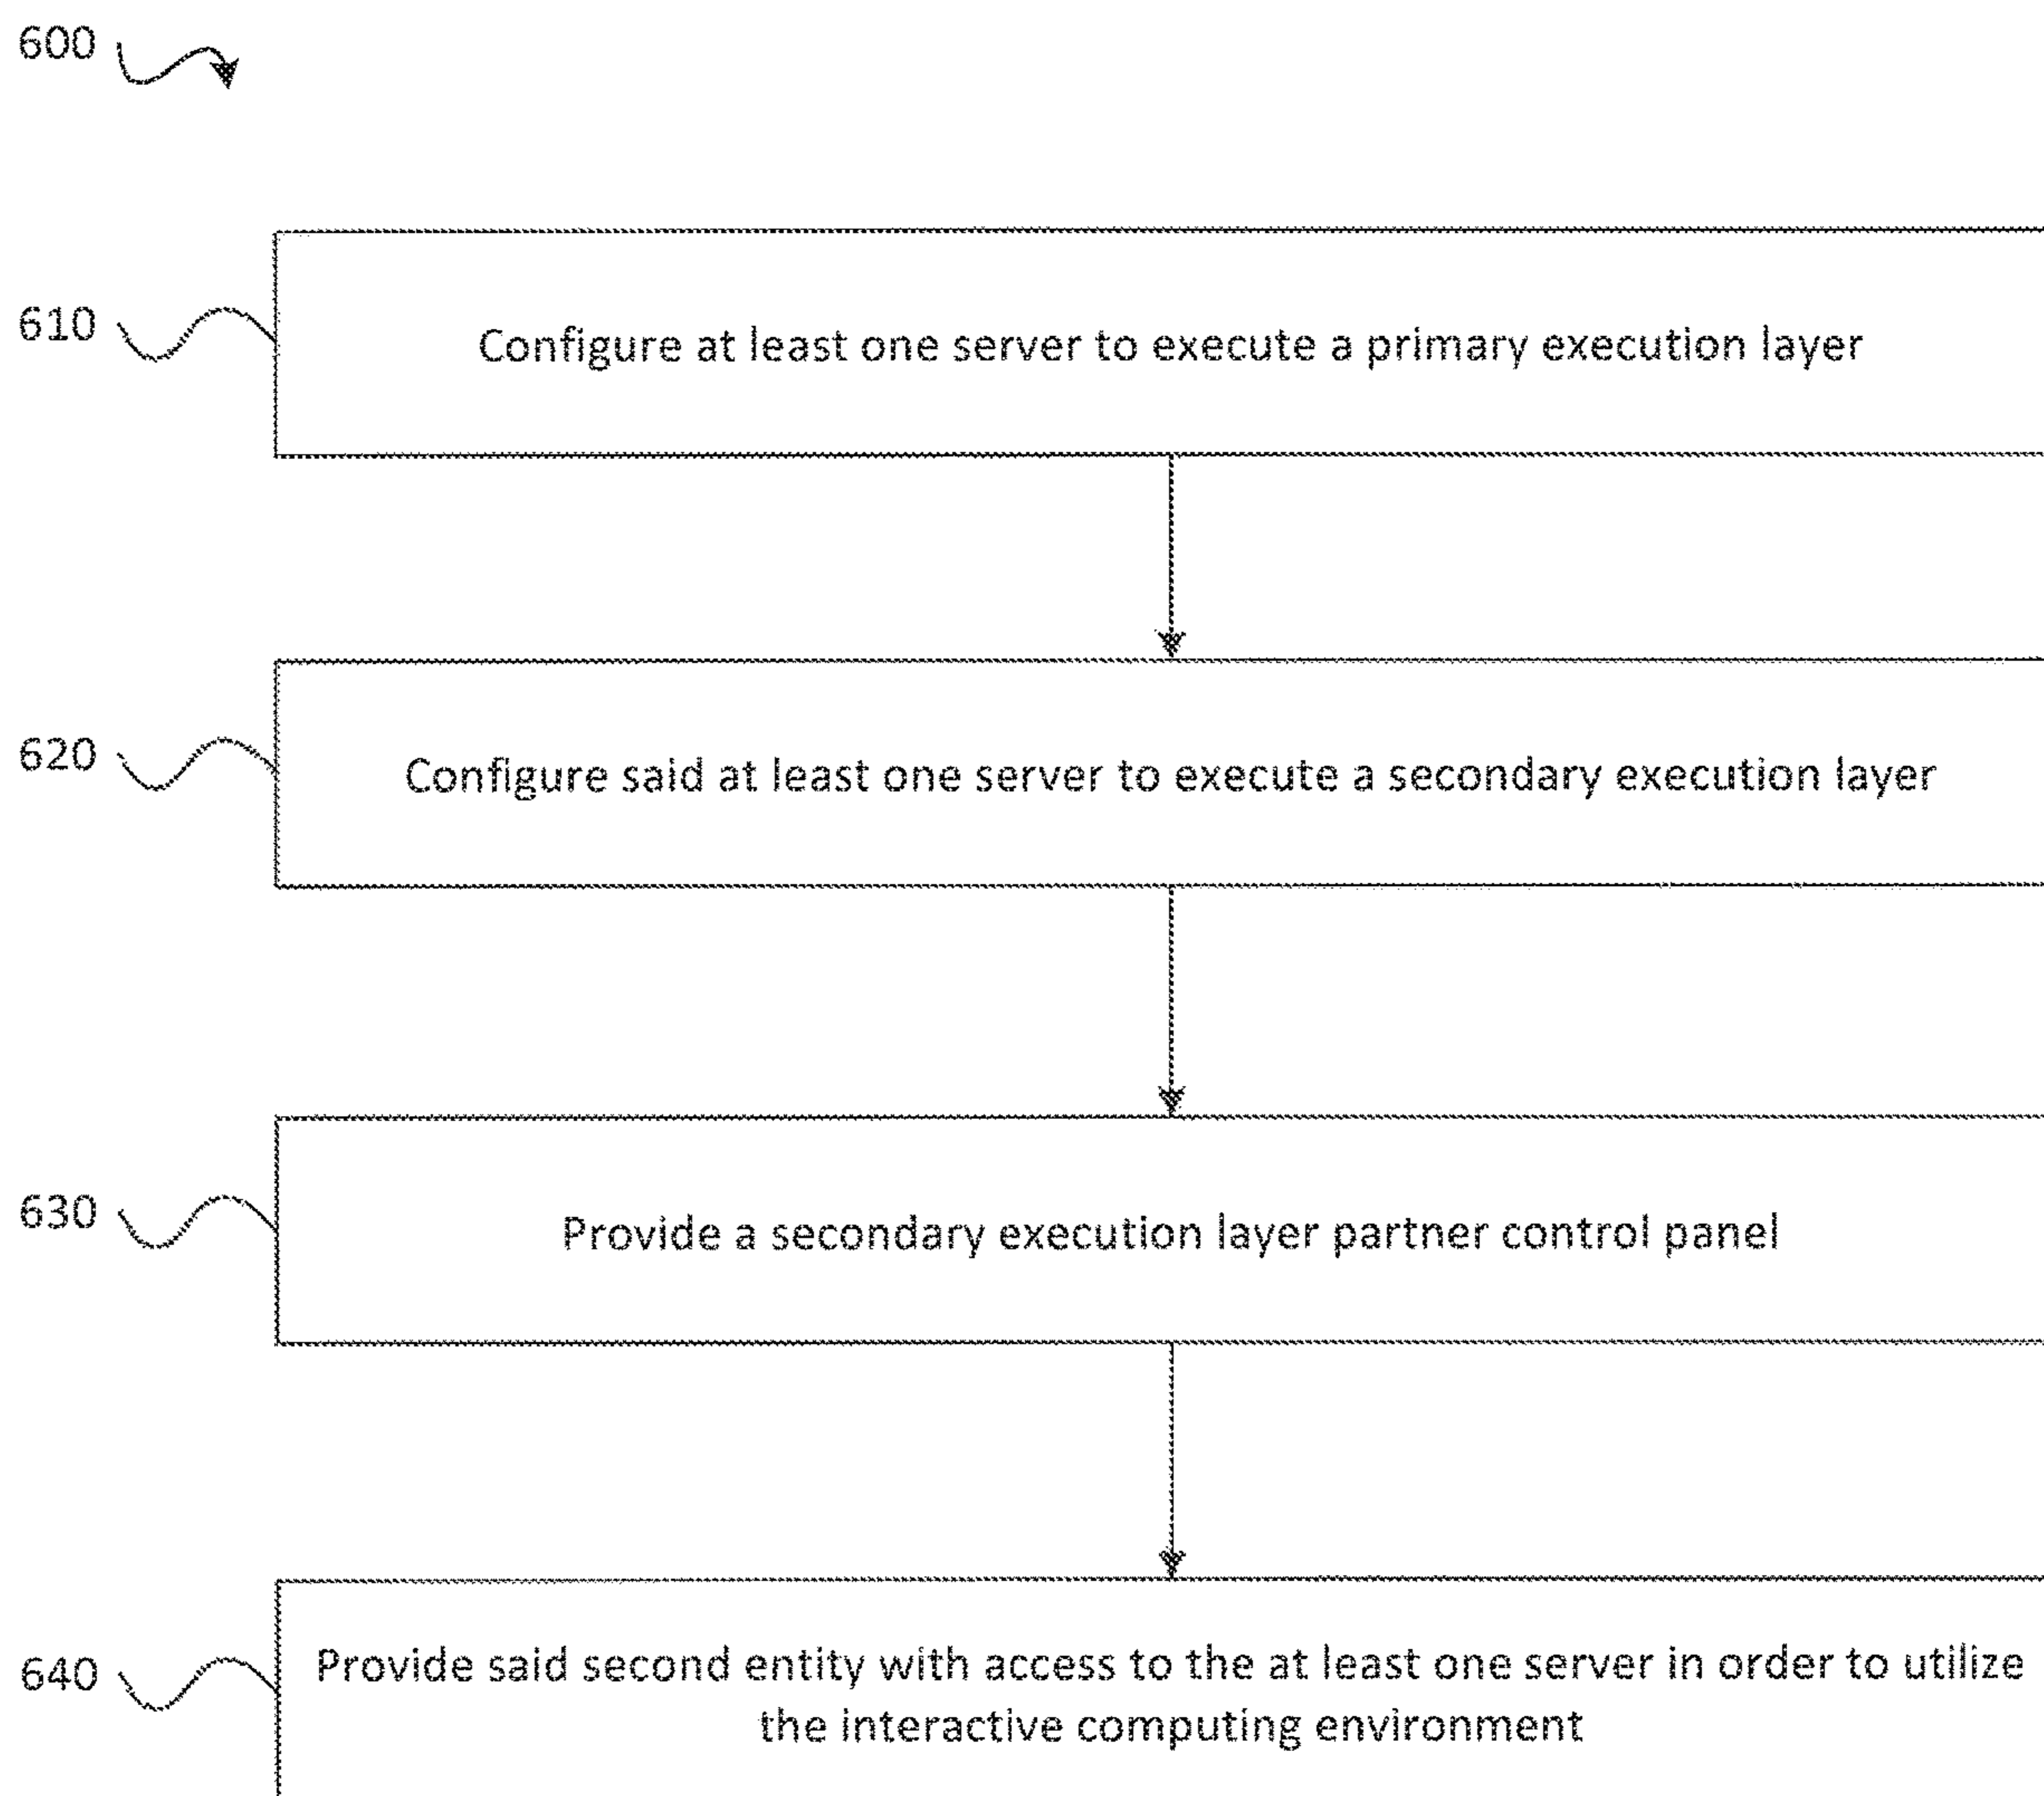 600
610
Configure at least one server to execute a primary execution layer
620
Configure said at least one server to execute a secondary execution layer
630
Provide a secondary execution layer partner control panel
640
Provide said second entity with access to the at least one server in order to utilize
the interactive computing environment